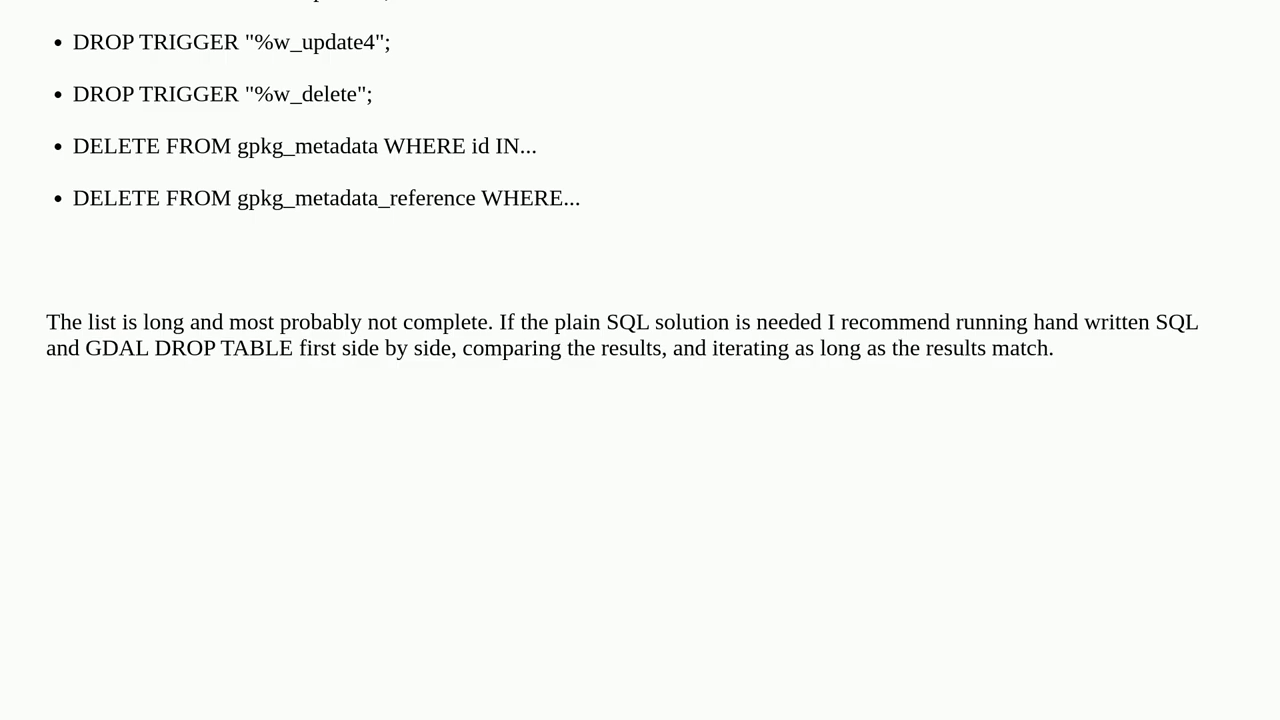 DROP TRIGGER "%w_update4";
DROP TRIGGER "%w_delete";
DELETE FROM gpkg_metadata WHERE id IN...
DELETE FROM gpkg_metadata_reference WHERE...
The list is long and most probably not complete. If the plain SQL solution is needed I recommend running hand written SQL
and GDAL DROP TABLE first side by side, comparing the results, and iterating as long as the results match.